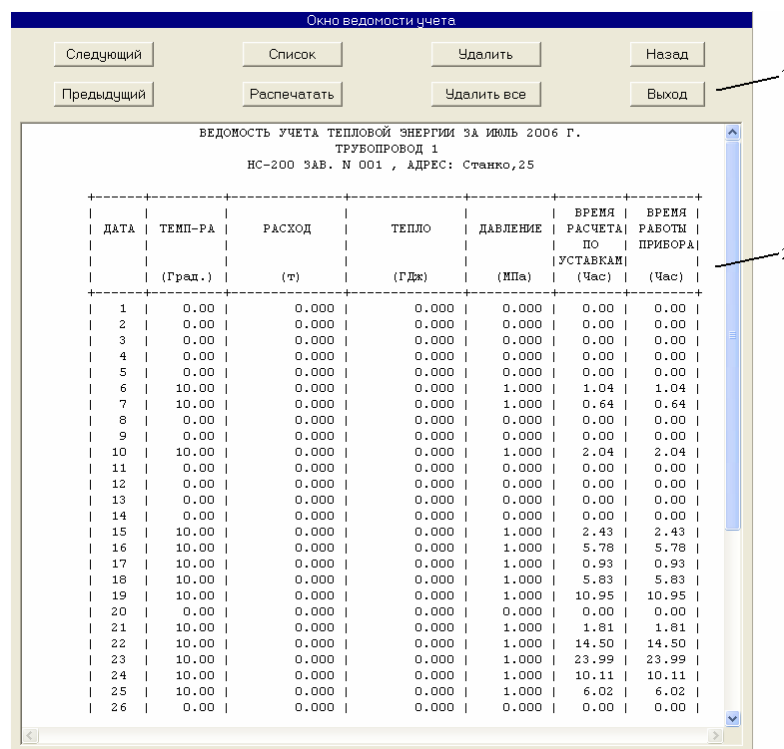 Окно ведомости учета
Следующий Список Удалить Назад
Предыдущий Распечатать Удалить все Выход
ВЕДОМОСТЬ УЧЕТА ТЕПЛОВОЙ ЭНЕРГИИ ЗА ИЮЛЬ 2006 Г.
ТРУБОПРОВОД 1
НС-200 ЗАВ. N 001 , АДРЕС: Станко,25
+------+----------+---------------+---------------+----------+---------+--------+
| | | | | | ВРЕМЯ | ВРЕМЯ |
| ДАТА | ТЕМП-РА | РАСХОД | ТЕПЛО | ДАВЛЕНИЕ | РАСЧЕТА| РАБОТЫ |
| | | | | | ПО | ПРИБОРА|
| | | | | |УСТАВКАМ| |
| | (Град.) | (т) | (ГДж) | (МПа) | (Час) | (Час) |
+------+----------+---------------+---------------+----------+---------+--------+
| 1 | 0.00 | 0.000 | 0.000 | 0.000 | 0.00 | 0.00 |
| 2 | 0.00 | 0.000 | 0.000 | 0.000 | 0.00 | 0.00 |
| 3 | 0.00 | 0.000 | 0.000 | 0.000 | 0.00 | 0.00 |
| 4 | 0.00 | 0.000 | 0.000 | 0.000 | 0.00 | 0.00 |
| 5 | 0.00 | 0.000 | 0.000 | 0.000 | 0.00 | 0.00 |
| 6 | 10.00 | 0.000 | 0.000 | 1.000 | 1.04 | 1.04 |
| 7 | 10.00 | 0.000 | 0.000 | 1.000 | 0.64 | 0.64 |
| 8 | 0.00 | 0.000 | 0.000 | 0.000 | 0.00 | 0.00 |
| 9 | 0.00 | 0.000 | 0.000 | 0.000 | 0.00 | 0.00 |
| 10 | 10.00 | 0.000 | 0.000 | 1.000 | 2.04 | 2.04 |
| 11 | 0.00 | 0.000 | 0.000 | 0.000 | 0.00 | 0.00 |
| 12 | 0.00 | 0.000 | 0.000 | 0.000 | 0.00 | 0.00 |
| 13 | 0.00 | 0.000 | 0.000 | 0.000 | 0.00 | 0.00 |
| 14 | 0.00 | 0.000 | 0.000 | 0.000 | 0.00 | 0.00 |
| 15 | 10.00 | 0.000 | 0.000 | 1.000 | 2.43 | 2.43 |
| 16 | 10.00 | 0.000 | 0.000 | 1.000 | 5.78 | 5.78 |
| 17 | 10.00 | 0.000 | 0.000 | 1.000 | 0.93 | 0.93 |
| 18 | 10.00 | 0.000 | 0.000 | 1.000 | 5.83 | 5.83 |
| 19 | 10.00 | 0.000 | 0.000 | 1.000 | 10.95 | 10.95 |
| 20 | 0.00 | 0.000 | 0.000 | 0.000 | 0.00 | 0.00 |
| 21 | 10.00 | 0.000 | 0.000 | 1.000 | 1.81 | 1.81 |
| 22 | 10.00 | 0.000 | 0.000 | 1.000 | 14.50 | 14.50 |
| 23 | 10.00 | 0.000 | 0.000 | 1.000 | 23.99 | 23.99 |
| 24 | 10.00 | 0.000 | 0.000 | 1.000 | 10.11 | 10.11 |
| 25 | 10.00 | 0.000 | 0.000 | 1.000 | 6.02 | 6.02 |
| 26 | 0.00 | 0.000 | 0.000 | 0.000 | 0.00 | 0.00 |